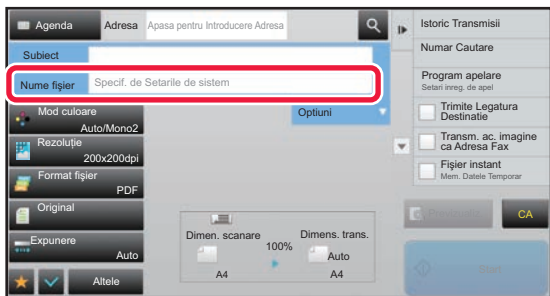 Agenda
Adresa
Apasa pentru Introducere Adresa
Istoric Transmisii
Numar Cautare
Subiect
Nume fişier
Specif. de Setarile de sistem
Program apelare
Setari inreg. de apel
Mod culoare
Auto/Mono2
Optiuni
Trimite Legatura
Destinatie
Rezoluţie
200x200dpi
Transm. ac. imagine
ca Adresa Fax
Format fişier
PDF
Fişier instant
Mem. Datele Temporar
Original
CA
Dimen. scanare
100%
Dimens. trans.
Auto
A4
A4
Expunere
Auto
Start
Altele